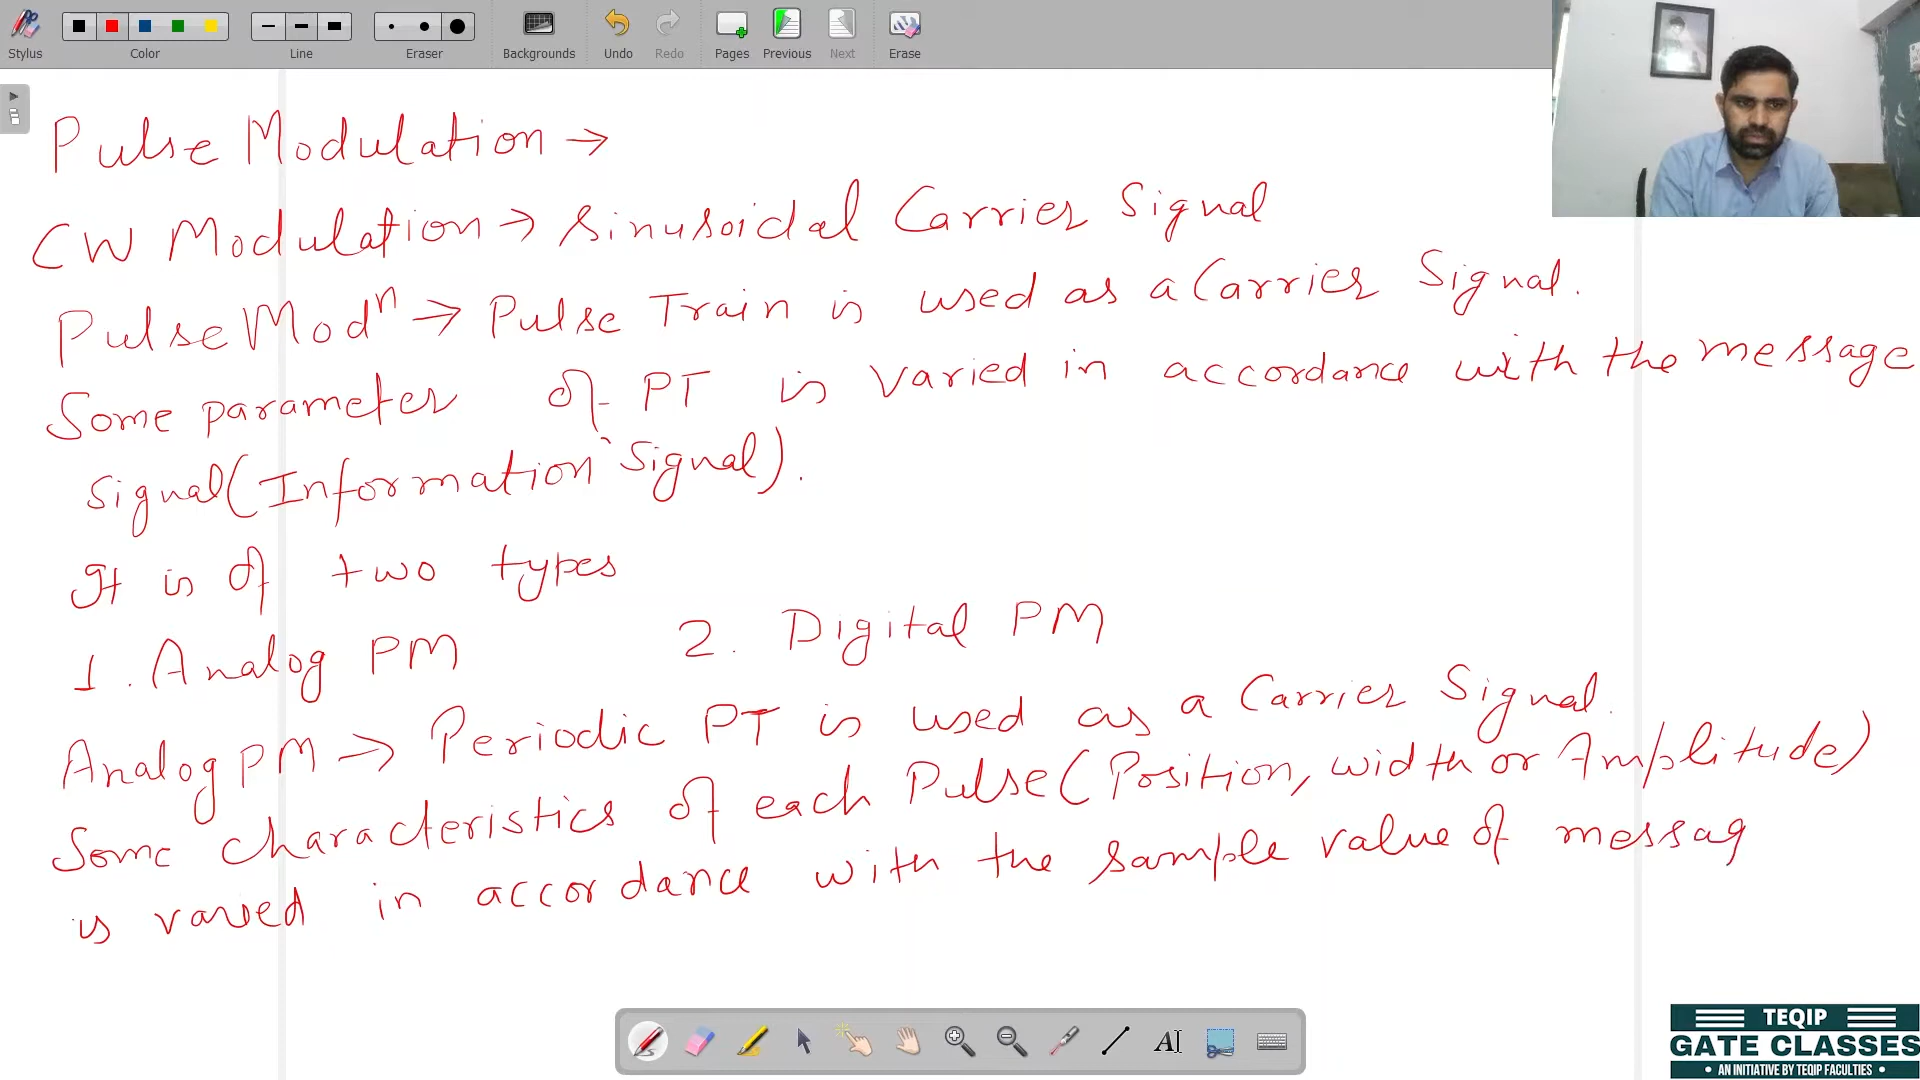 Stylus Color Line Eraser Backgrounds Undo Redo Pages Previous Next Erase
Pulse Modulation →
CW Modulation → Sinusoidal Carrier Signal
Pulse Modⁿ → Pulse Train is used as a Carrier Signal.
Some parameter of PT is varied in accordance with the message
signal (Information Signal).
It is of two types
1. Analog PM 2. Digital PM
Analog PM → Periodic PT is used as a Carrier Signal.
Some characteristics of each Pulse (Position, width or Amplitude)
is varied in accordance with the sample value of messag
TEQIP
GATE CLASSES
• AN INITIATIVE BY TEQIP FACULTIES •